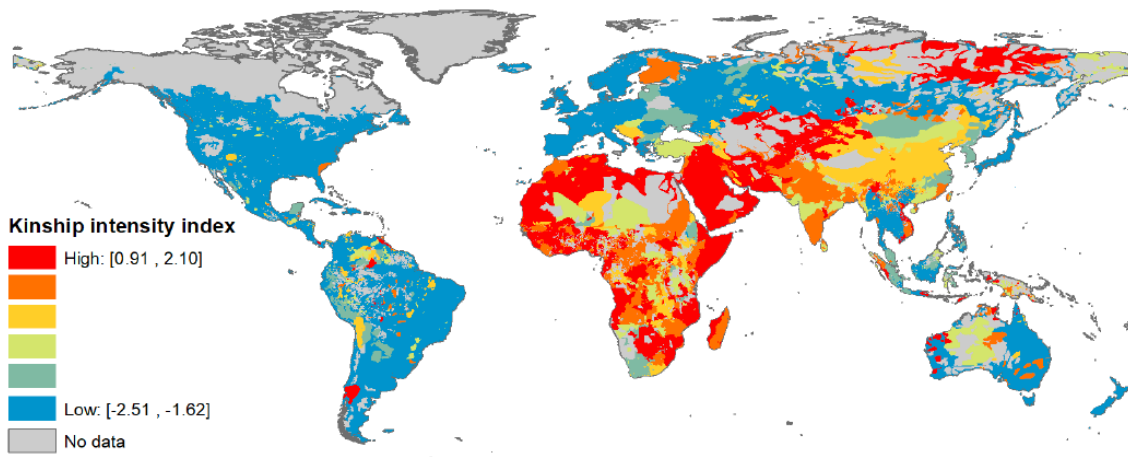 Kinship intensity index
High: [0.91 , 2.10]
Low: [-2.51 , -1.62]
No data